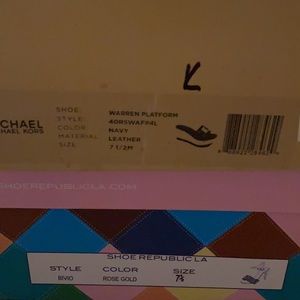 CHAEL
HAEL KORS
SHOE: WARREN PLATFORM
STYLE: 40R5WAFP4L
COLOR: NAVY
MATERIAL LEATHER
SIZE 7 1/2M
SHOEREPUBLICLA.COM
SHOE REPUBLIC LA
STYLE COLOR SIZE
BIVIO ROSE GOLD 7½